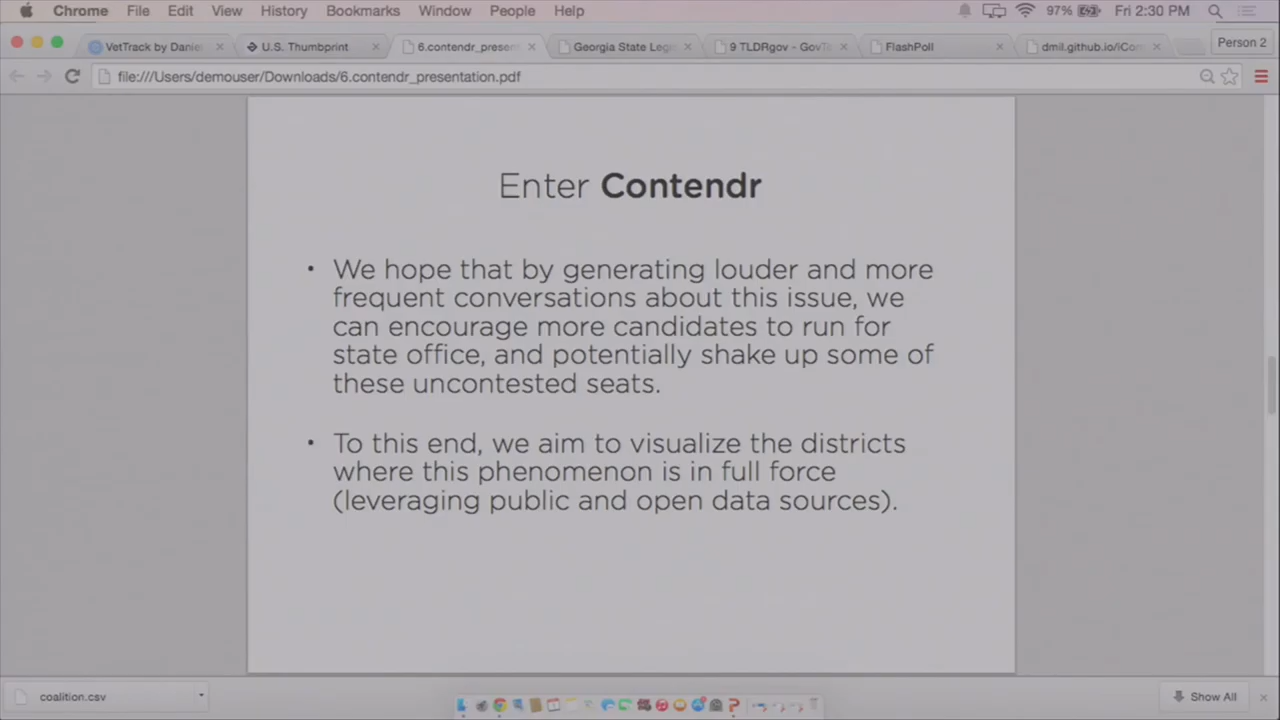 Chrome File Edit View History Bookmarks Window People Help 97% Fri 2:30 PM
VetTrack by Danie U.S. Thumbprint 6.contendr_prese Georgia State Legi 9 TLDRgov - GovT FlashPoll dmil.github.io/iCon Person 2
file:///Users/demouser/Downloads/6.contendr_presentation.pdf
Enter Contendr
• We hope that by generating louder and more
frequent conversations about this issue, we
can encourage more candidates to run for
state office, and potentially shake up some of
these uncontested seats.
• To this end, we aim to visualize the districts
where this phenomenon is in full force
(leveraging public and open data sources).
coalition.csv Show All